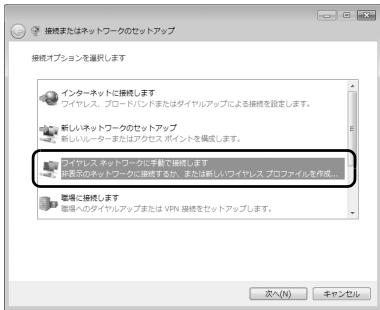 接続またはネットワークのセットアップ
接続オプションを選択します
インターネットに接続します
ワイヤレス、ブロードバンドまたはダイヤルアップによる接続を設定します。
新しいネットワークのセットアップ
新しいルーターまたはアクセス ポイントを構成します。
ワイヤレス ネットワークに手動で接続します
非表示のネットワークに接続するか、または新しいワイヤレス プロファイルを作成...
職場に接続します
職場へのダイヤルアップまたは VPN 接続をセットアップします。
次へ(N)
キャンセル